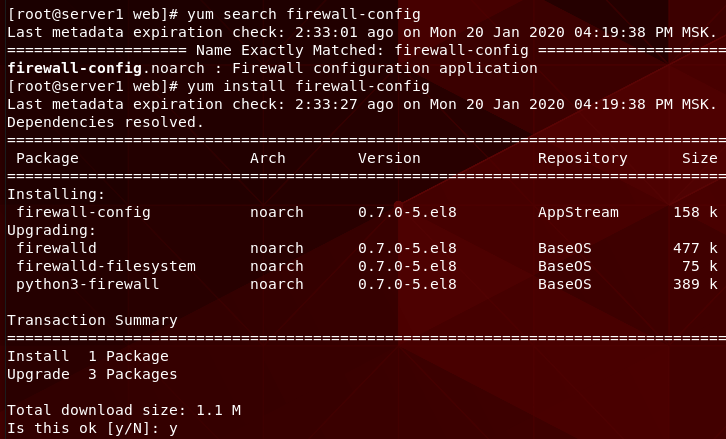 [root@server1 web]# yum search firewall-config
Last metadata expiration check: 2:33:01 ago on Mon 20 Jan 2020 04:19:38 PM MSK.
==================== Name Exactly Matched: firewall-config =====================
firewall-config.noarch : Firewall configuration application
[root@server1 web]# yum install firewall-config
Last metadata expiration check: 2:33:27 ago on Mon 20 Jan 2020 04:19:38 PM MSK.
Dependencies resolved.
================================================================================
Package Arch Version Repository Size
================================================================================
Installing:
firewall-config noarch 0.7.0-5.el8 AppStream 158 k
Upgrading:
firewalld noarch 0.7.0-5.el8 BaseOS 477 k
firewalld-filesystem noarch 0.7.0-5.el8 BaseOS 75 k
python3-firewall noarch 0.7.0-5.el8 BaseOS 389 k
Transaction Summary
================================================================================
Install 1 Package
Upgrade 3 Packages
Total download size: 1.1 M
Is this ok [y/N]: y